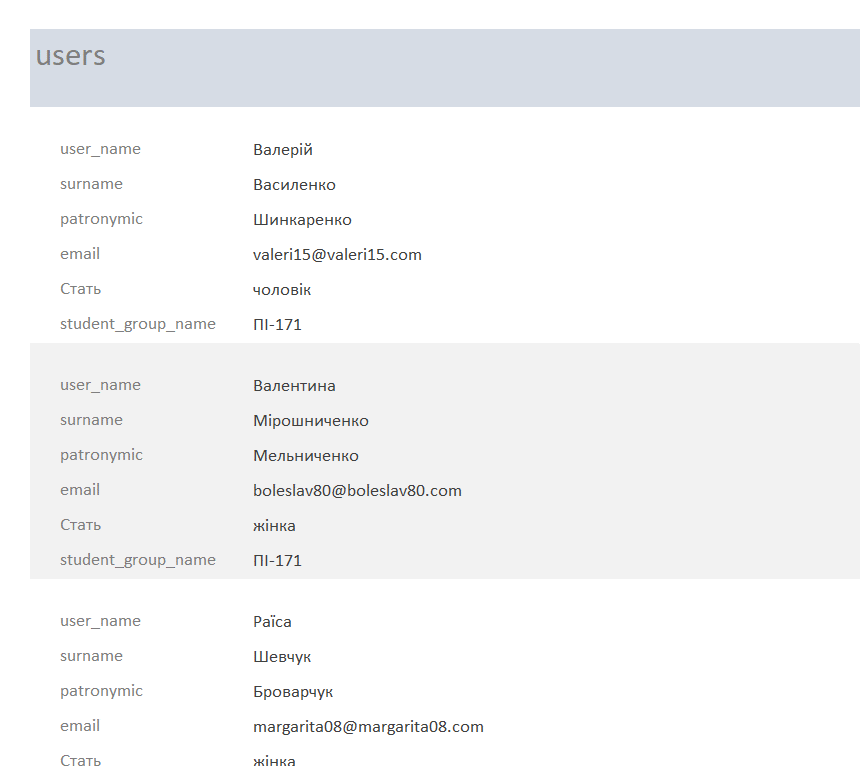 users
user_name Валерій
surname Василенко
patronymic Шинкаренко
email valeri15@valeri15.com
Стать чоловік
student_group_name ПІ-171
user_name Валентина
surname Мірошниченко
patronymic Мельниченко
email boleslav80@boleslav80.com
Стать жінка
student_group_name ПІ-171
user_name Раїса
surname Шевчук
patronymic Броварчук
email margarita08@margarita08.com
Стать жінка